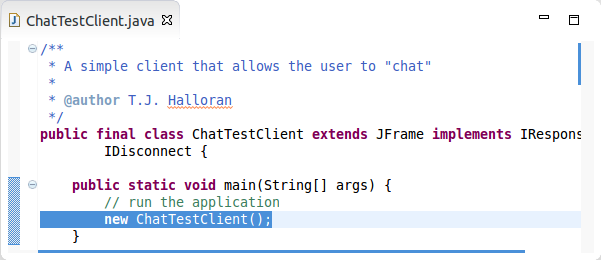 ChatTestClient.java
/**
 * A simple client that allows the user to "chat"
 *
 * @author T.J. Halloran
 */
public final class ChatTestClient extends JFrame implements IRespons
        IDisconnect {
    public static void main(String[] args) {
        // run the application
        new ChatTestClient();
    }